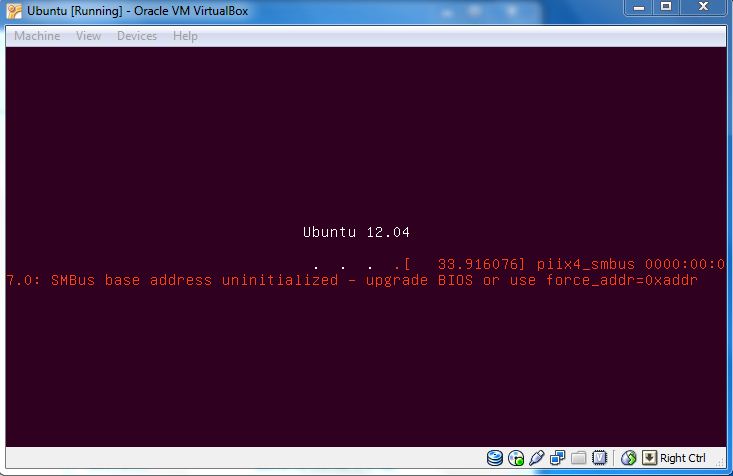 Ubuntu [Running] - Oracle VM VirtualBox
Machine View Devices Help
Ubuntu 12.04
. . . .[ 33.916076] piix4_smbus 0000:00:0
7.0: SMBus base address uninitialized - upgrade BIOS or use force_addr=0xaddr
Right Ctrl